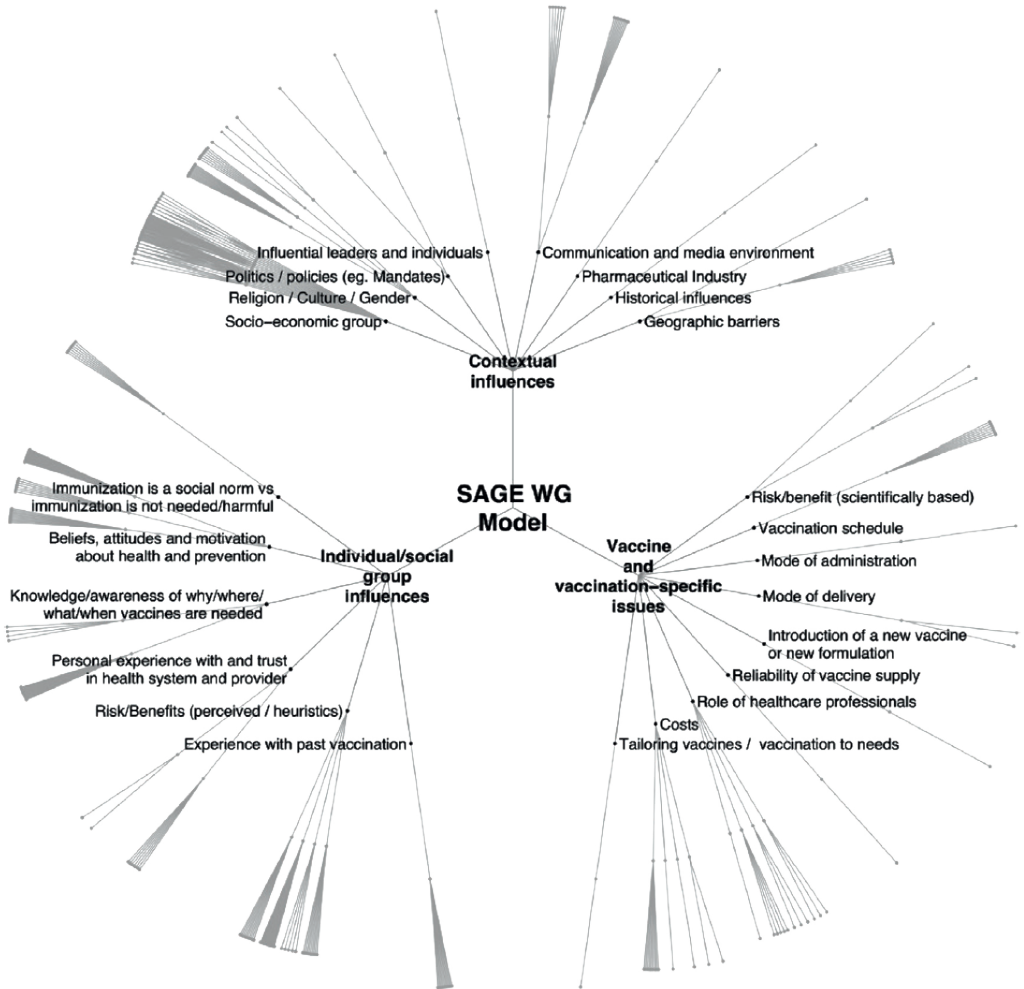 Influential leaders and individuals
Politics / policies (eg. Mandates)
Religion / Culture / Gender
Socio–economic group
Communication and media environment
Pharmaceutical Industry
Historical influences
Geographic barriers
Contextual
influences
SAGE WG
Model
Immunization is a social norm vs
immunization is not needed/harmful
Beliefs, attitudes and motivation
about health and prevention
Knowledge/awareness of why/where/
what/when vaccines are needed
Personal experience with and trust
in health system and provider
Risk/Benefits (perceived / heuristics)
Experience with past vaccination
Individual/social
group
influences
Vaccine
and
vaccination–specific
issues
Risk/benefit (scientifically based)
Vaccination schedule
Mode of administration
Mode of delivery
Introduction of a new vaccine
or new formulation
Reliability of vaccine supply
Role of healthcare professionals
Costs
Tailoring vaccines / vaccination to needs